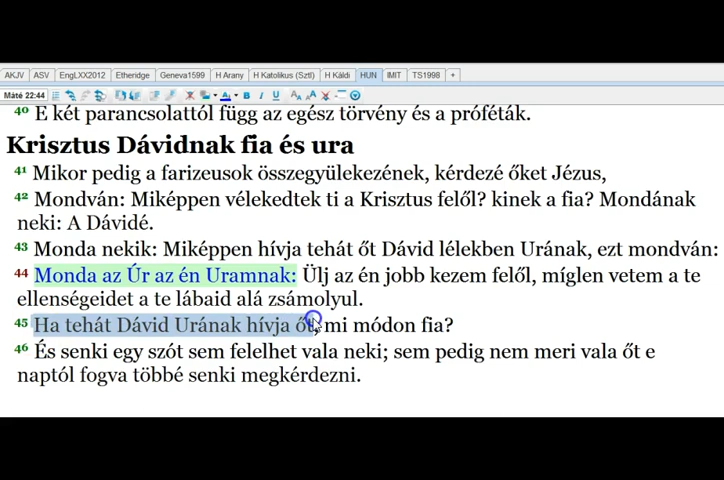 AKJV ASV EngLXX2012 Etheridge Geneva1599 H Arany H Katolikus (Sztl) H Káldi HUN IMIT TS1998 +
Máté 22:44
40 E két parancsolattól függ az egész törvény és a próféták.
Krisztus Dávidnak fia és ura
41 Mikor pedig a farizeusok összegyülekezének, kérdezé őket Jézus,
42 Mondván: Miképpen vélekedtek ti a Krisztus felől? kinek a fia? Mondának
neki: A Dávidé.
43 Monda nekik: Miképpen hívja tehát őt Dávid lélekben Urának, ezt mondván:
44 Monda az Úr az én Uramnak: Ülj az én jobb kezem felől, míglen vetem a te
ellenségeidet a te lábaid alá zsámolyul.
45 Ha tehát Dávid Urának hívja őt, mi módon fia?
46 És senki egy szót sem felelhet vala neki; sem pedig nem meri vala őt e
naptól fogva többé senki megkérdezni.